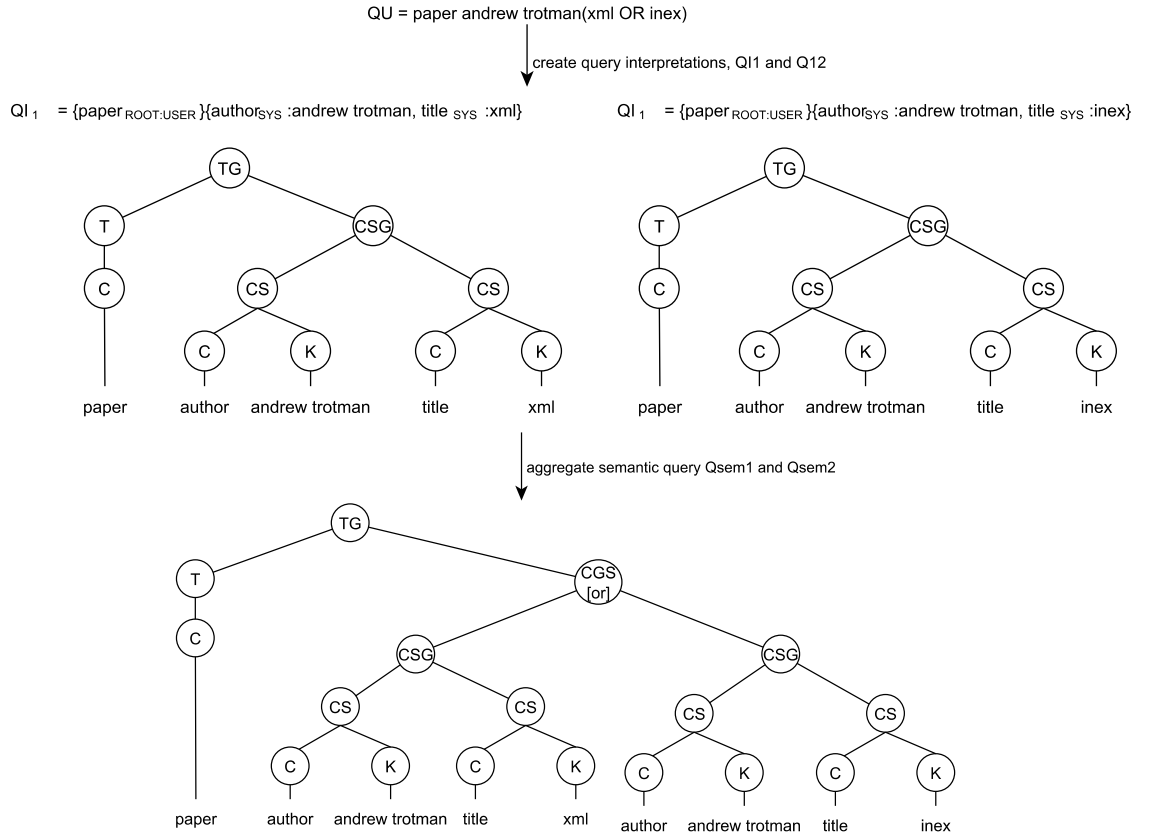 QU = paper andrew trotman(xml OR inex)
create query interpretations, QI1 and Q12
QI 1 = {paper ROOT:USER }{authorSYS :andrew trotman, title SYS :xml}
QI 1 = {paper ROOT:USER }{authorSYS :andrew trotman, title SYS :inex}
TG TG
T CSG T CSG
C CS CS C CS CS
C K C K C K C K
paper author andrew trotman title xml paper author andrew trotman title inex
aggregate semantic query Qsem1 and Qsem2
TG
T CGS
[or]
C
CSG CSG
CS CS CS CS
C K C K C K C K
paper author andrew trotman title xml author andrew trotman title inex